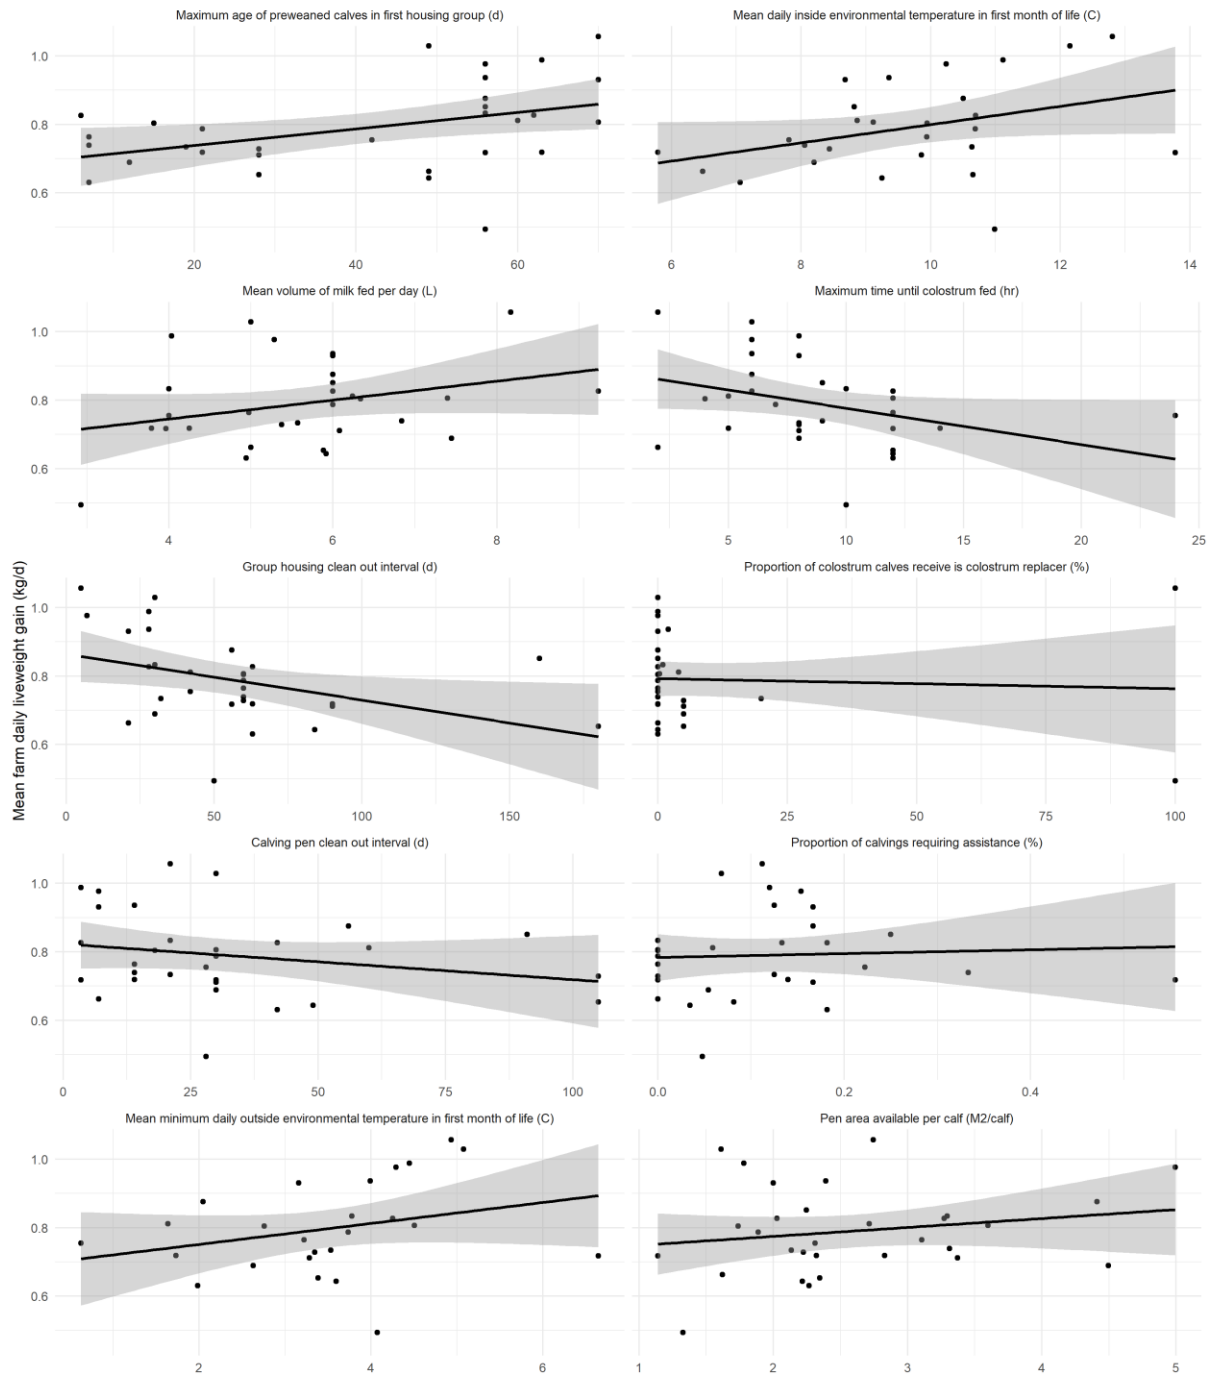 Maximum age of preweaned calves in first housing group (d)
Mean daily inside environmental temperature in first month of life (C)
1.0
0.8
0.6
20 40 60
6 8 10 12 14
Mean volume of milk fed per day (L)
Maximum time until colostrum fed (hr)
1.0
0.8
0.6
4 6 8
5 10 15 20 25
Mean farm daily liveweight gain (kg/d)
Group housing clean out interval (d)
Proportion of colostrum calves receive is colostrum replacer (%)
1.0
0.8
0.6
0 50 100 150
0 25 50 75 100
Calving pen clean out interval (d)
Proportion of calvings requiring assistance (%)
1.0
0.8
0.6
0 25 50 75 100
0.0 0.2 0.4
Mean minimum daily outside environmental temperature in first month of life (C)
Pen area available per calf (M2/calf)
1.0
0.8
0.6
2 4 6
1 2 3 4 5